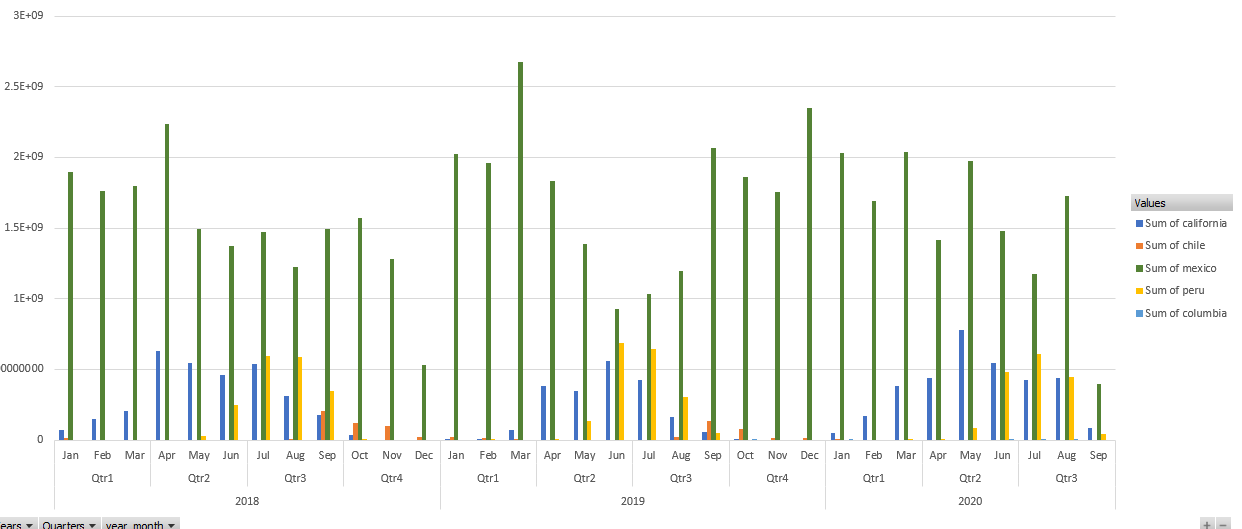 3E+09
2.5E+09
2E+09
1.5E+09
1E+09
00000000
0
Jan Feb Mar Apr May Jun Jul Aug Sep Oct Nov Dec Jan Feb Mar Apr May Jun Jul Aug Sep Oct Nov Dec Jan Feb Mar Apr May Jun Jul Aug Sep
Qtr1 Qtr2 Qtr3 Qtr4 Qtr1 Qtr2 Qtr3 Qtr4 Qtr1 Qtr2 Qtr3
2018 2019 2020
Values
Sum of california
Sum of chile
Sum of mexico
Sum of peru
Sum of columbia
ears Quarters year_month
+ −